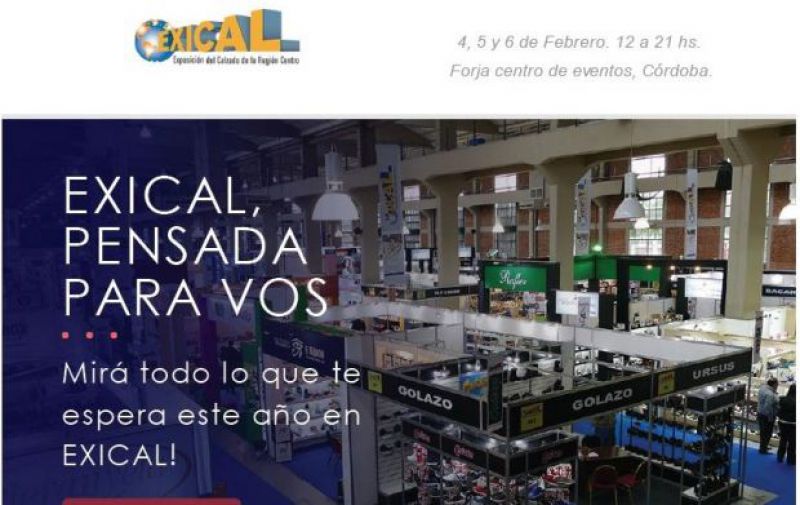 EXICAL
Exposición del Calzado de la Región Centro
4, 5 y 6 de Febrero. 12 a 21 hs.
Forja centro de eventos, Córdoba.
EXICAL,
PENSADA
PARA VOS
Mirá todo lo que te
espera este año en
EXICAL!
GOLAZO
GOLAZO
URSUS